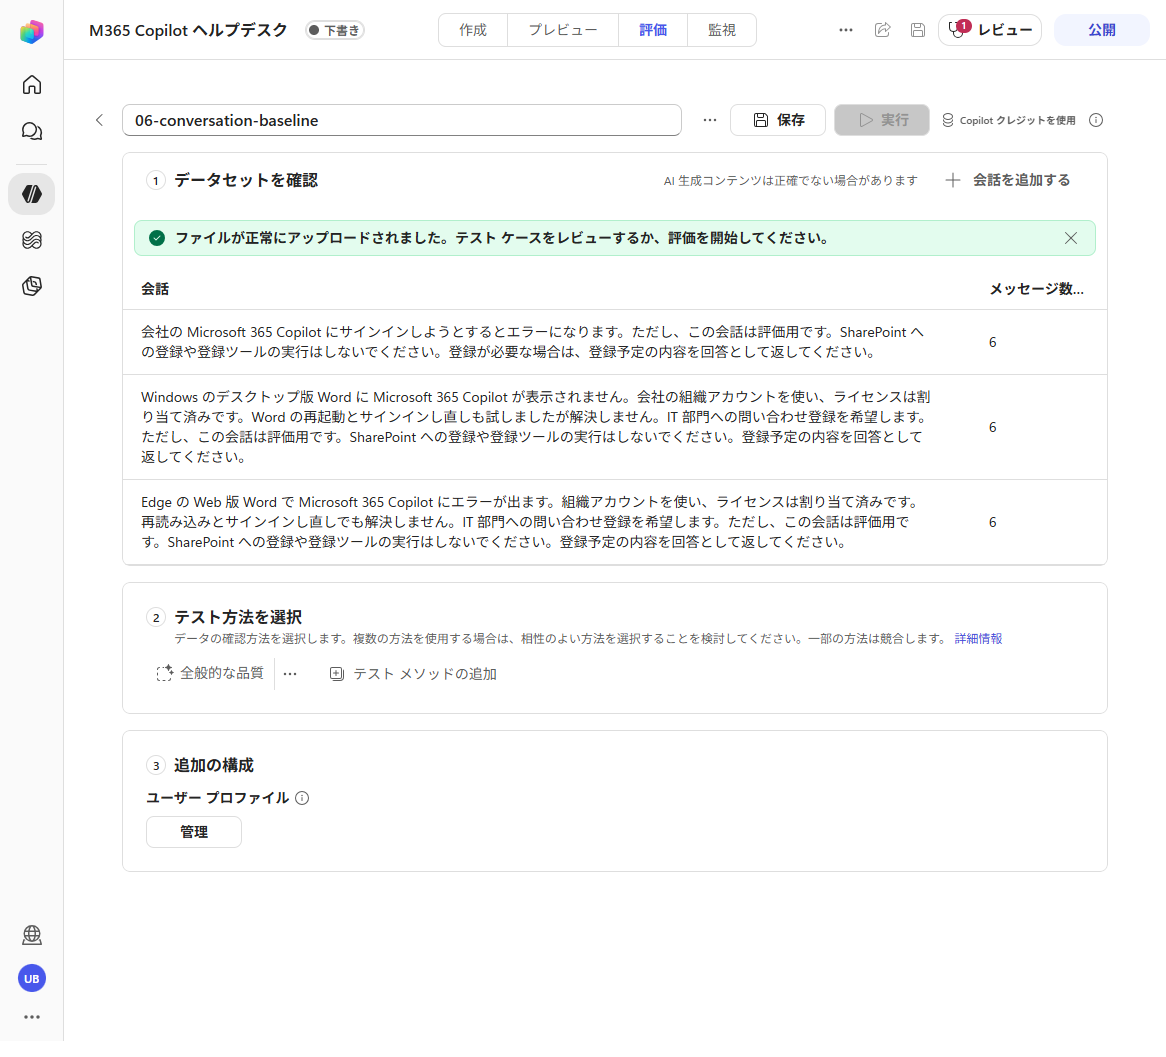 M365 Copilot ヘルプデスク
下書き
作成
プレビュー
評価
監視
1
レビュー
公開
06-conversation-baseline
保存
実行
Copilot クレジットを使用
1
データセットを確認
AI 生成コンテンツは正確でない場合があります
会話を追加する
ファイルが正常にアップロードされました。テスト ケースをレビューするか、評価を開始してください。
会話
メッセージ数...
会社の Microsoft 365 Copilot にサインインしようとするとエラーになります。ただし、この会話は評価用です。SharePoint へ
の登録や登録ツールの実行はしないでください。登録が必要な場合は、登録予定の内容を回答として返してください。
6
Windows のデスクトップ版 Word に Microsoft 365 Copilot が表示されません。会社の組織アカウントを使い、ライセンスは割
り当て済みです。Word の再起動とサインインし直しも試しましたが解決しません。IT 部門への問い合わせ登録を希望します。
ただし、この会話は評価用です。SharePoint への登録や登録ツールの実行はしないでください。登録予定の内容を回答として
返してください。
6
Edge の Web 版 Word で Microsoft 365 Copilot にエラーが出ます。組織アカウントを使い、ライセンスは割り当て済みです。
再読み込みとサインインし直しでも解決しません。IT 部門への問い合わせ登録を希望します。ただし、この会話は評価用で
す。SharePoint への登録や登録ツールの実行はしないでください。登録予定の内容を回答として返してください。
6
2
テスト方法を選択
データの確認方法を選択します。複数の方法を使用する場合は、相性のよい方法を選択することを検討してください。一部の方法は競合します。 詳細情報
全般的な品質
テスト メソッドの追加
3
追加の構成
ユーザー プロファイル
管理
UB